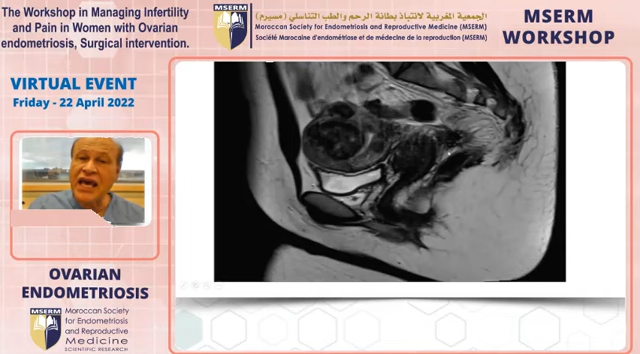 The Workshop in Managing Infertility
and Pain in Women with Ovarian
endometriosis, Surgical intervention.
MSERM
الجمعية المغربية لانتباذ بطانة الرحم والطب التناسلي (مسيرم)
Moroccan Society for Endometriosis and Reproductive Medicine (MSERM)
Société Marocaine d'endométriose et de médecine de la reproduction (MSERM)
MSERM
WORKSHOP
VIRTUAL EVENT
Friday - 22 April 2022
OVARIAN
ENDOMETRIOSIS
MSERM
Moroccan Society
for Endometriosis
and Reproductive
Medicine
SCIENTIFIC RESEARCH